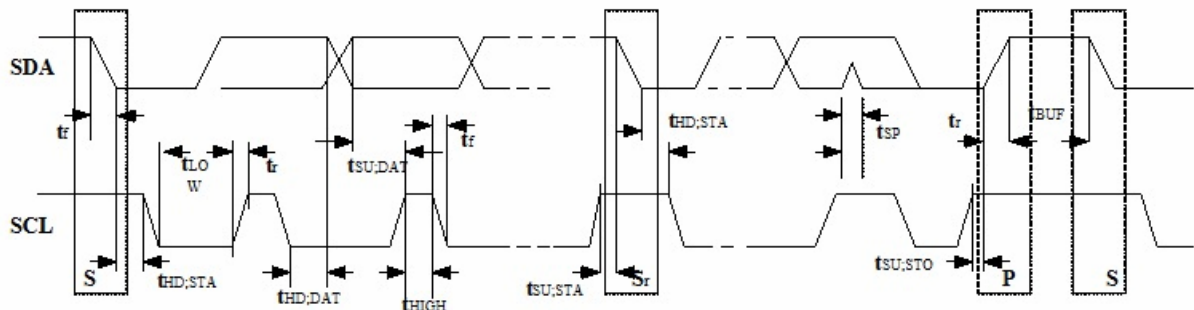 SDA
tf
tLO
W
tr
tSU;DAT
tf
tHD;STA
tSP
tr
tBUF
SCL
S
tHD;STA
tHD;DAT
tHIGH
tSU;STA
Sr
tSU;STO
P
S